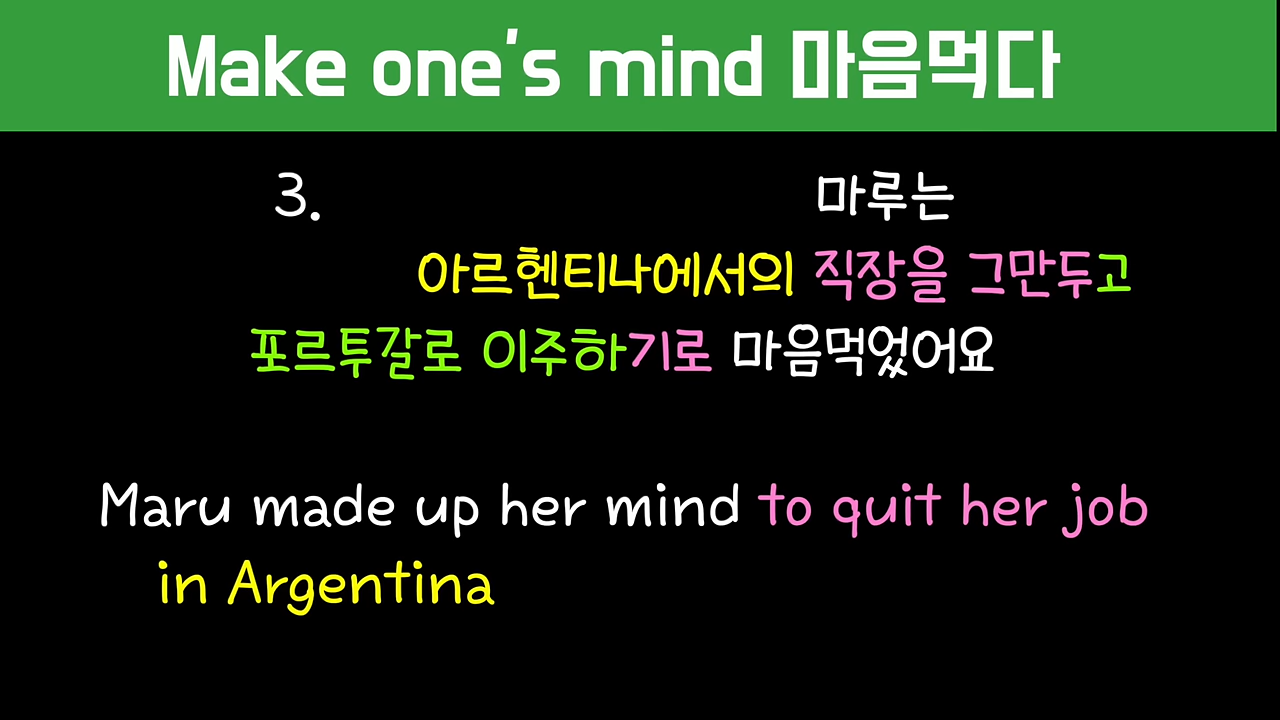 Make one's mind 마음먹다
3. 마루는
아르헨티나에서의 직장을 그만두고
포르투갈로 이주하기로 마음먹었어요
Maru made up her mind to quit her job
in Argentina